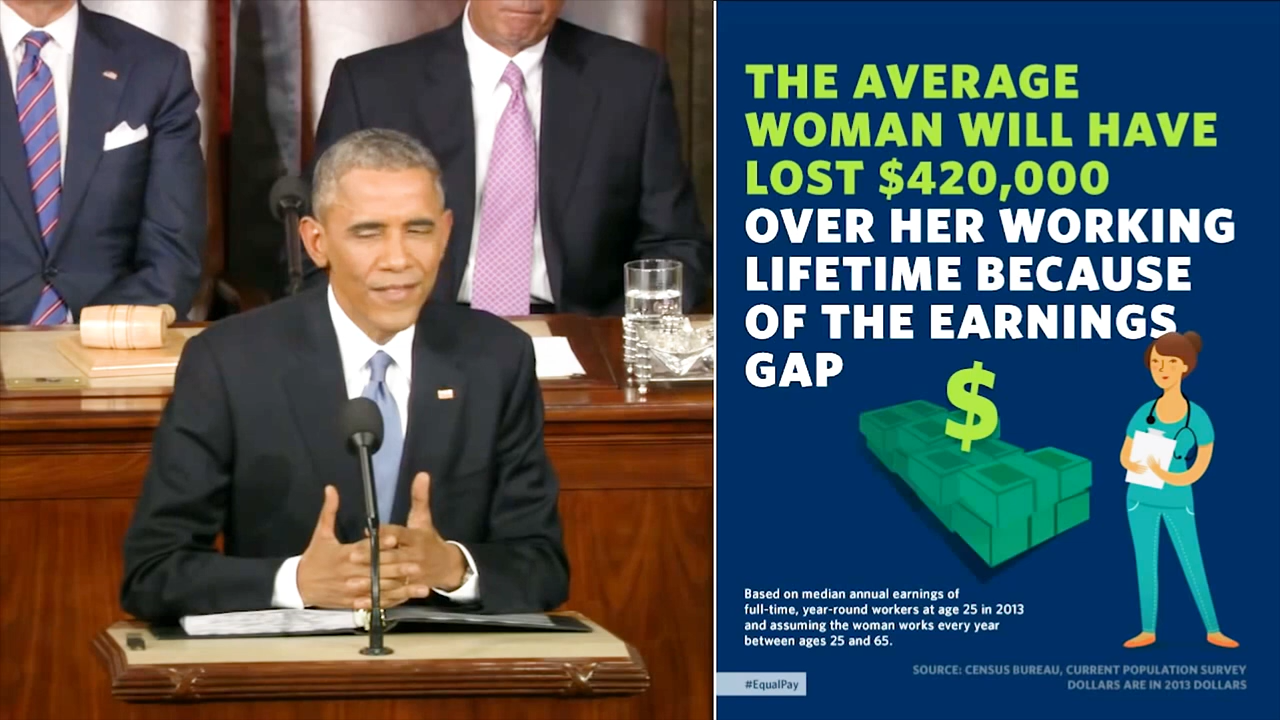 THE AVERAGE
WOMAN WILL HAVE
LOST $420,000
OVER HER WORKING
LIFETIME BECAUSE
OF THE EARNINGS
GAP
$
Based on median annual earnings of
full-time, year-round workers at age 25 in 2013
and assuming the woman works every year
between ages 25 and 65.
SOURCE: CENSUS BUREAU, CURRENT POPULATION SURVEY
DOLLARS ARE IN 2013 DOLLARS
#EqualPay